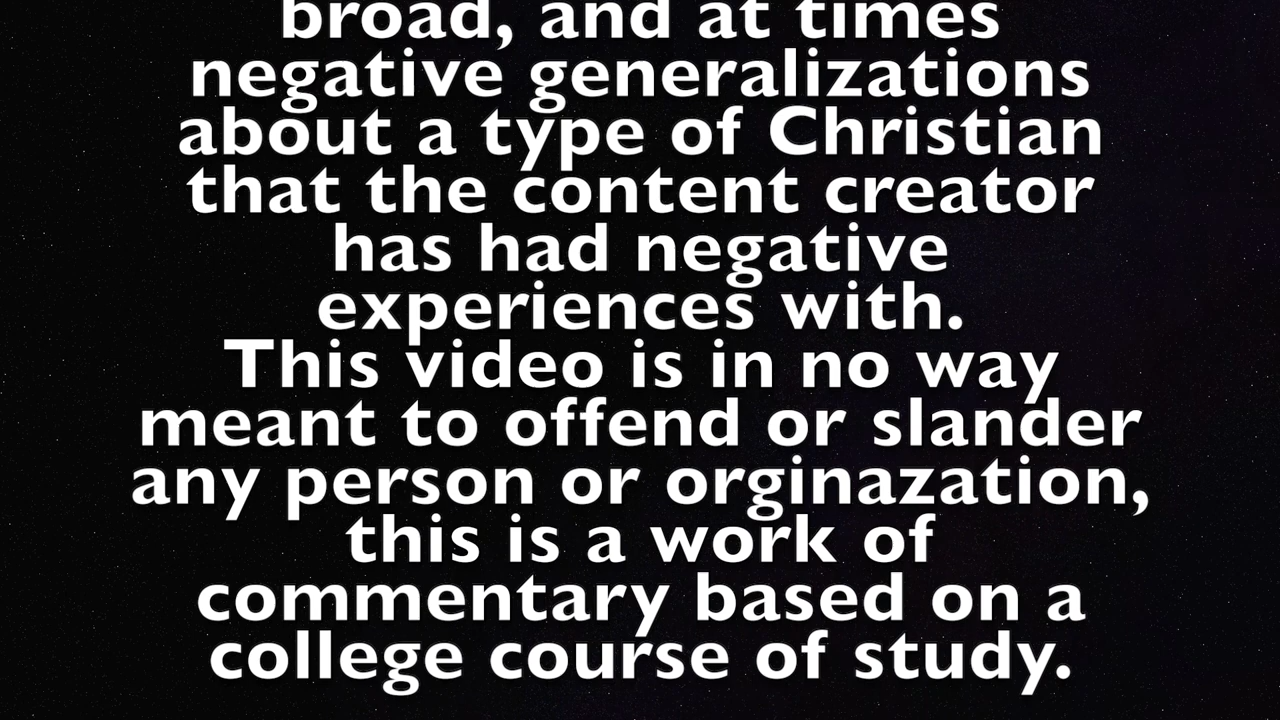 broad, and at times
negative generalizations
about a type of Christian
that the content creator
has had negative
experiences with.
This video is in no way
meant to offend or slander
any person or orginazation,
this is a work of
commentary based on a
college course of study.